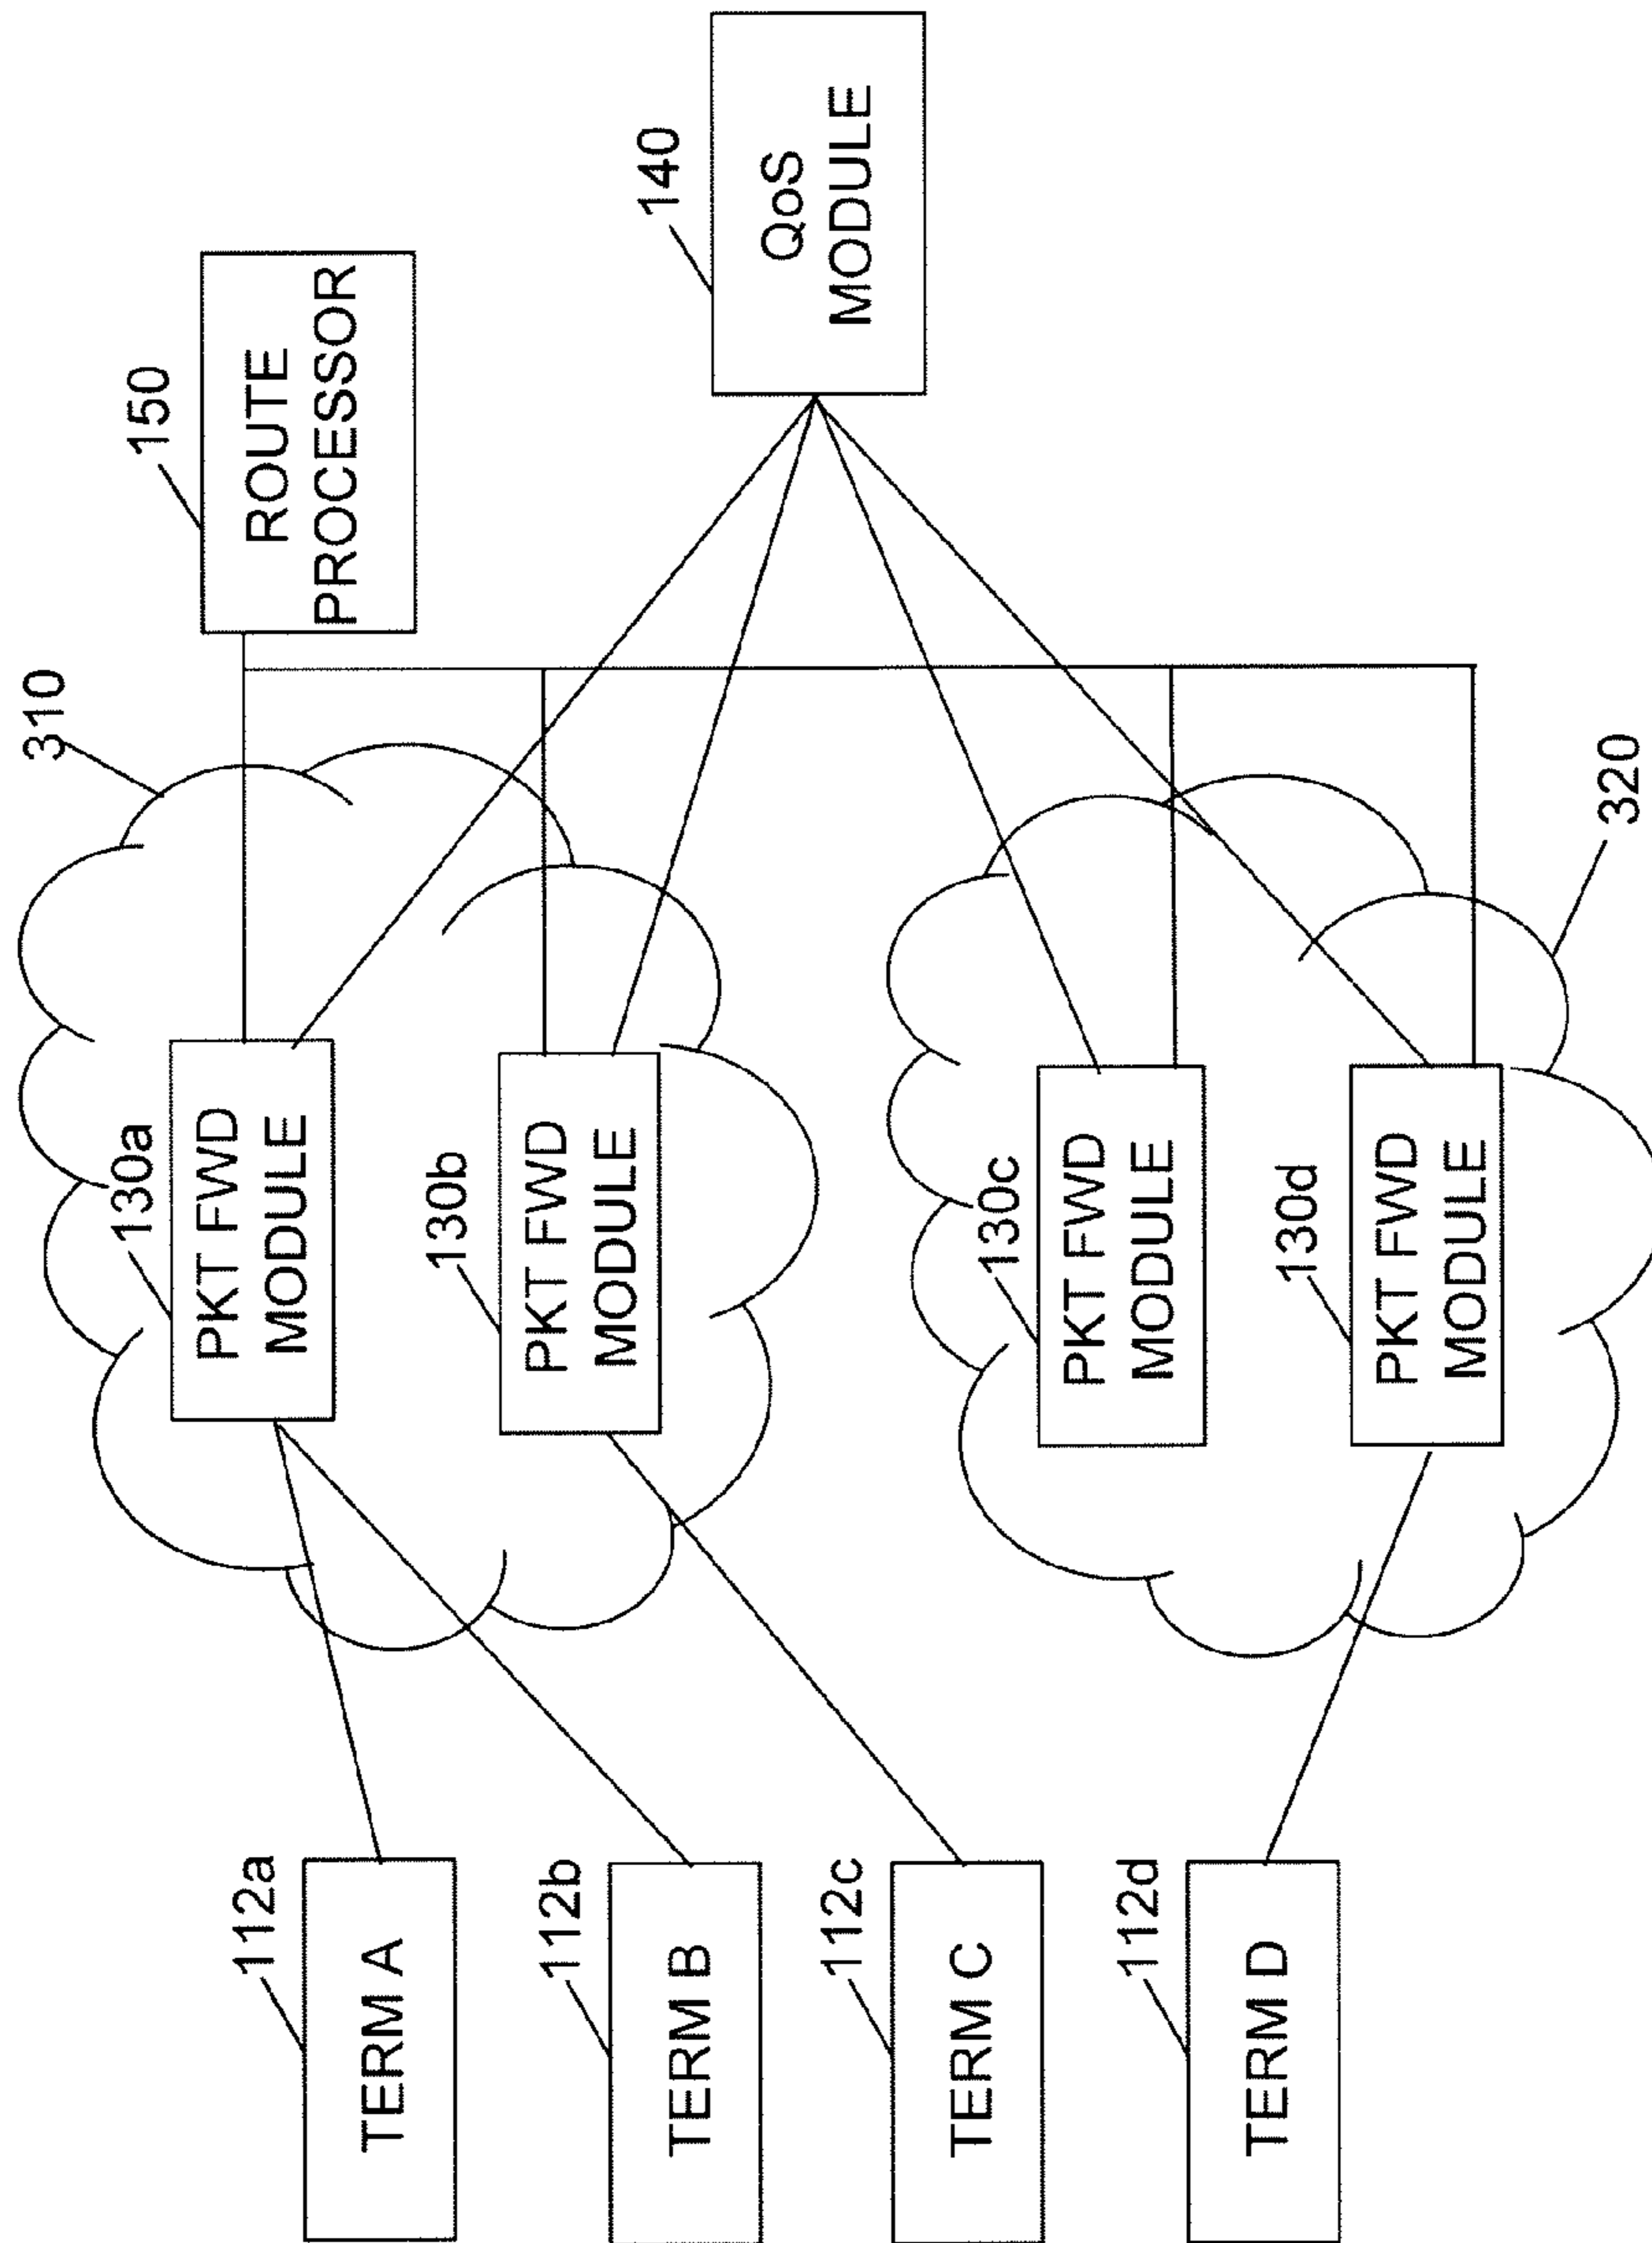 112a
TERM A
112b
TERM B
112c
TERM C
112d
TERM D
310
130a
PKT FWD
MODULE
130b
PKT FWD
MODULE
130c
PKT FWD
MODULE
130d
PKT FWD
MODULE
320
150
ROUTE
PROCESSOR
140
QoS
MODULE